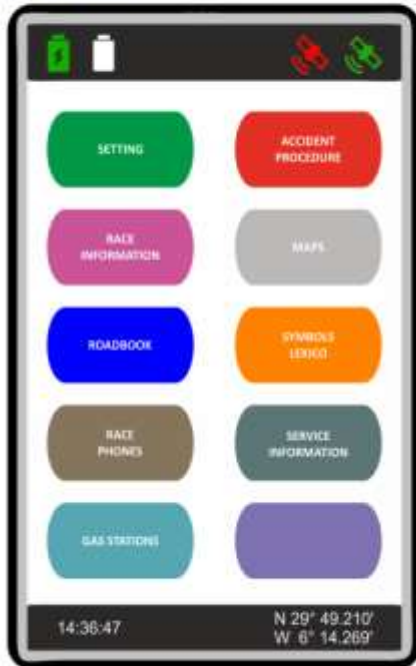 SETTING
ACCIDENT
PROCEDURE
RACE
INFORMATION
MAPS
ROADBOOK
SYMBOLS
LEXICO
RACE
PHONES
SERVICE
INFORMATION
GAS STATIONS
14:36:47
N 29° 49.210'
W 6° 14.269'